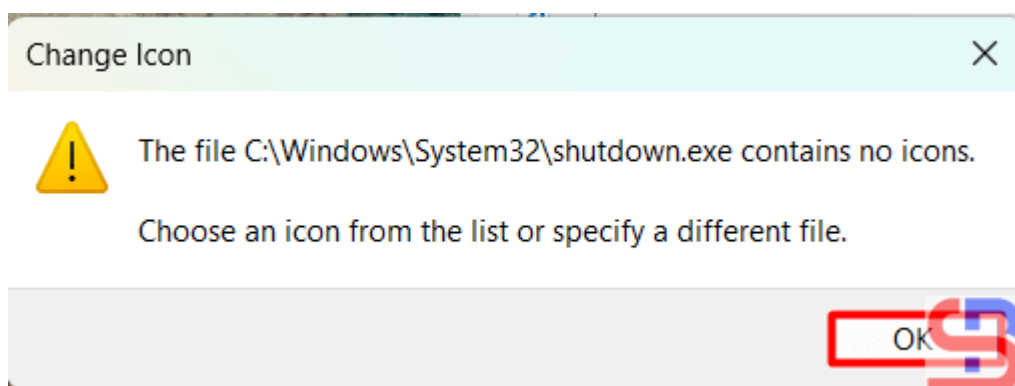 Change Icon
The file C:\Windows\System32\shutdown.exe contains no icons.
Choose an icon from the list or specify a different file.
OK